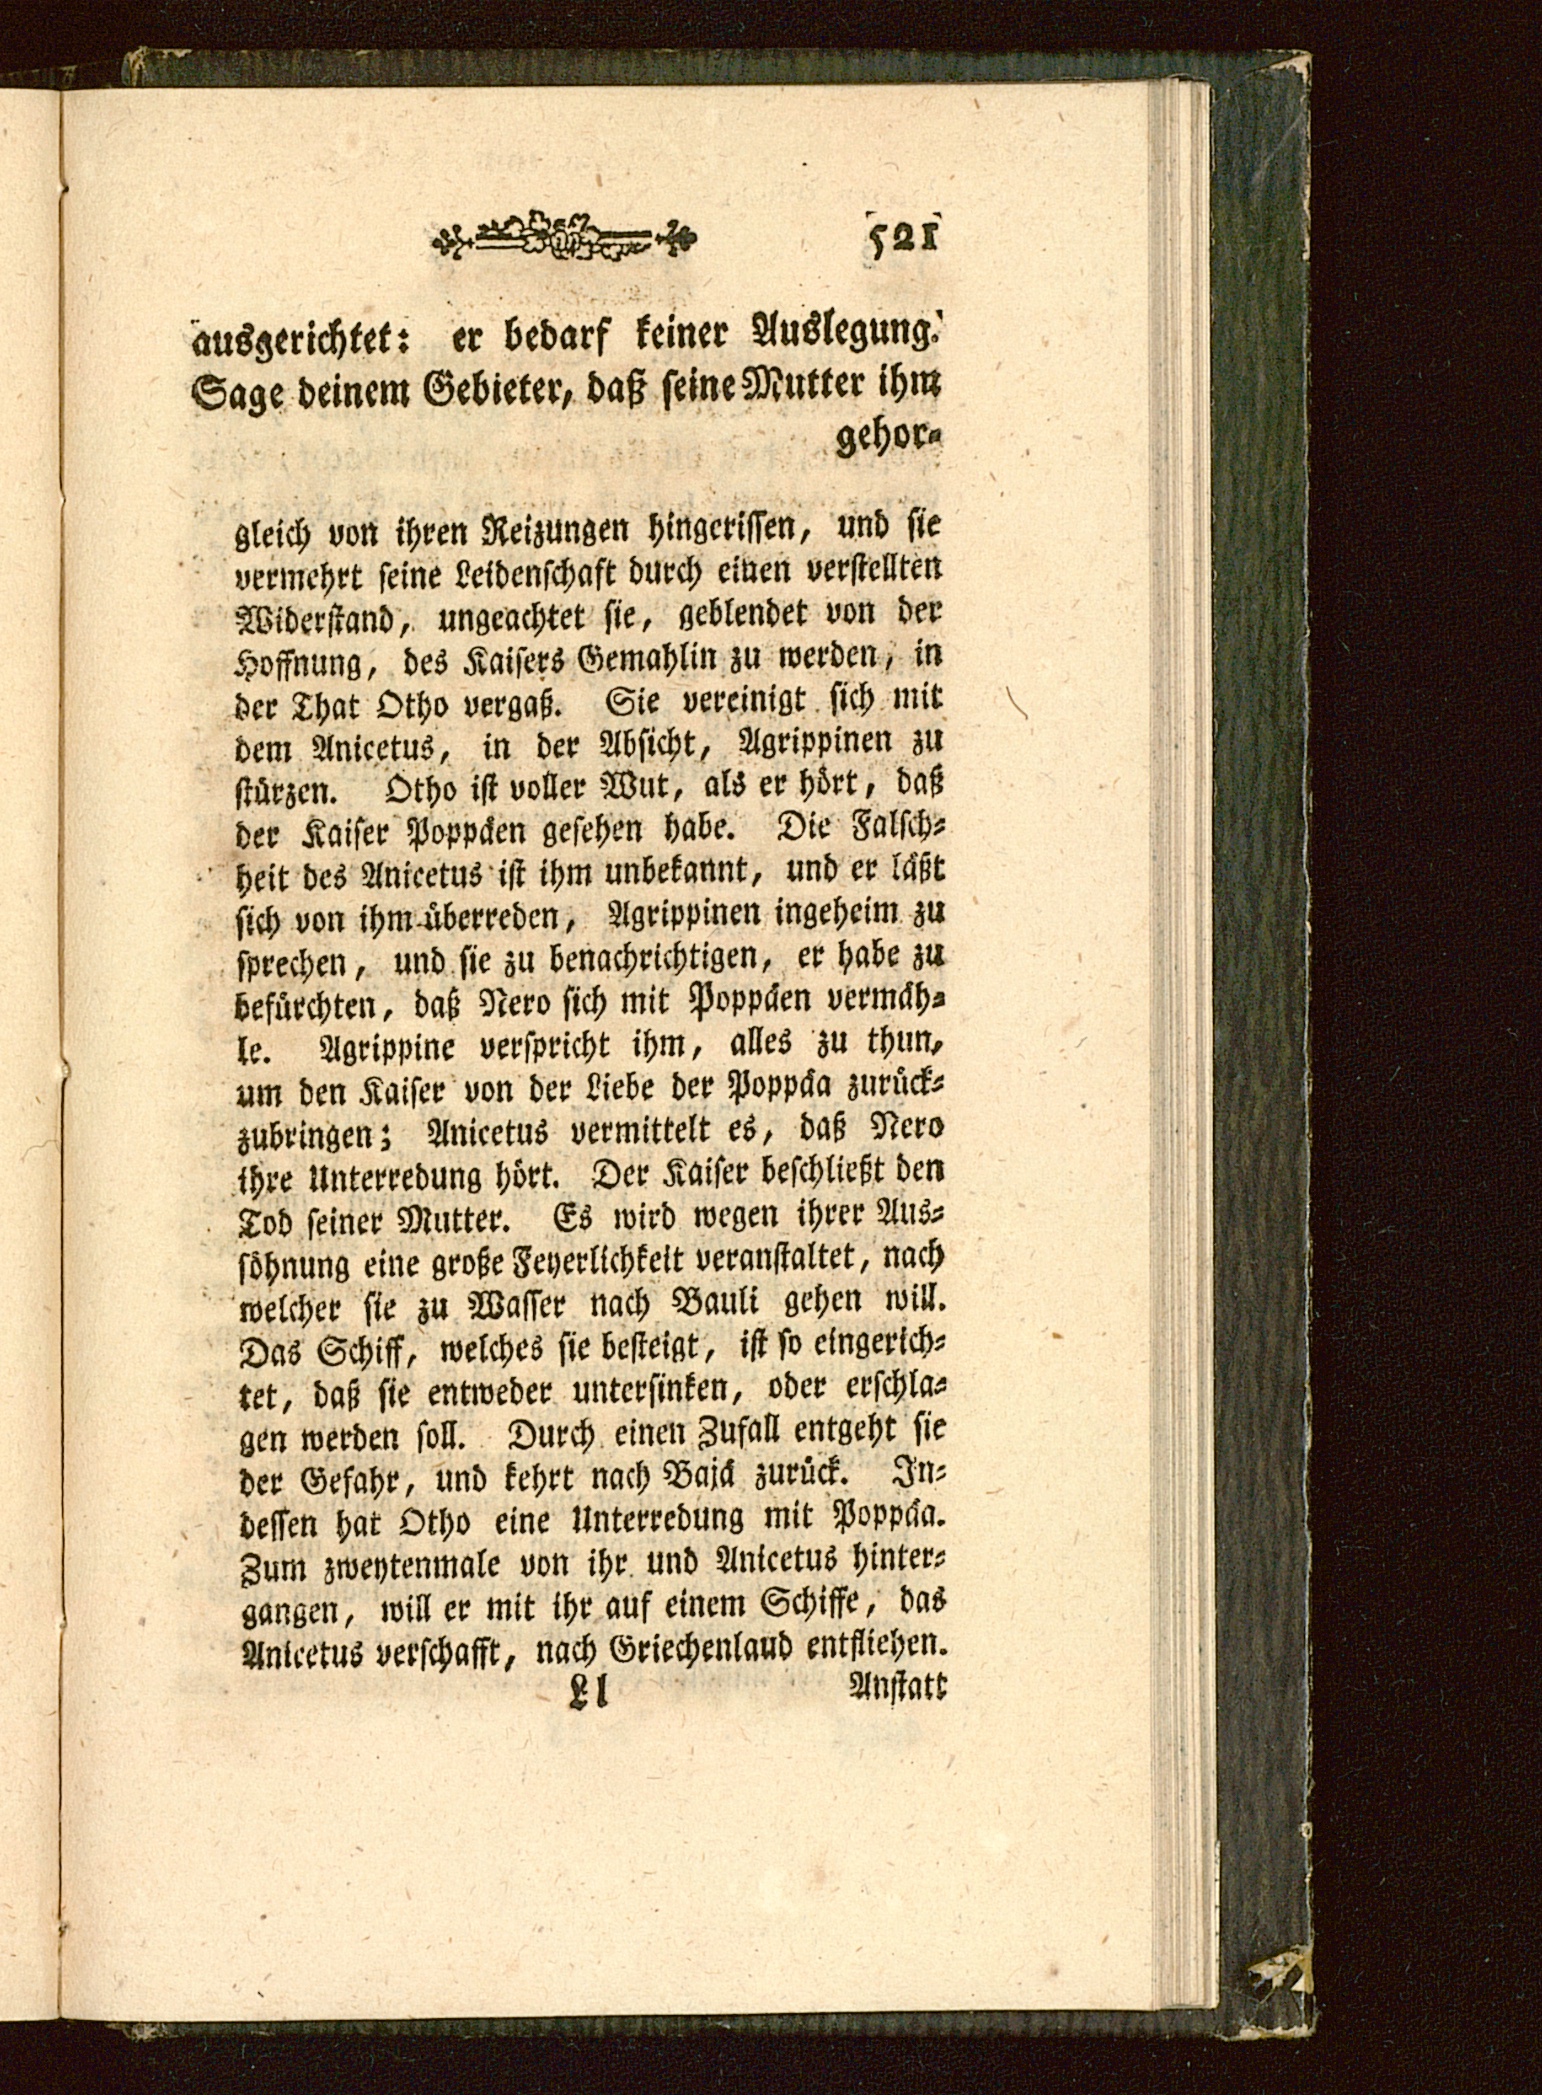 521
ausgerichtet: er bedarf keiner Auslegung.
Sage deinem Gebieter, daß seine Mutter ihm
gehor-
gleich von ihren Reizungen hingerissen, und sie
vermehrt seine Leidenschaft durch einen verstellten
Widerstand, ungeachtet sie, geblendet von der
Hoffnung, des Kaisers Gemahlin zu werden, in
der That Otho vergaß. Sie vereinigt sich mit
dem Anicetus, in der Absicht, Agrippinen zu
stürzen. Otho ist voller Wut, als er hört, daß
der Kaiser Poppäen gesehen habe. Die Falsch-
heit des Anicetus ist ihm unbekannt, und er läßt
sich von ihm überreden, Agrippinen ingeheim zu
sprechen, und sie zu benachrichtigen, er habe zu
befürchten, daß Nero sich mit Poppäen vermäh-
le. Agrippine verspricht ihm, alles zu thun,
um den Kaiser von der Liebe der Poppäa zurück-
zubringen; Anicetus vermittelt es, daß Nero
ihre Unterredung hört. Der Kaiser beschließt den
Tod seiner Mutter. Es wird wegen ihrer Aus-
söhnung eine große Feyerlichkeit veranstaltet, nach
welcher sie zu Wasser nach Bauli gehen will.
Das Schiff, welches sie besteigt, ist so eingerich-
tet, daß sie entweder untersinken, oder erschla-
gen werden soll. Durch einen Zufall entgeht sie
der Gefahr, und kehrt nach Bajä zurück. In-
dessen hat Otho eine Unterredung mit Poppäa.
Zum zweytenmale von ihr und Anicetus hinter-
gangen, will er mit ihr auf einem Schiffe, das
Anicetus verschafft, nach Griechenlaud entfliehen.
Ll Anstatt